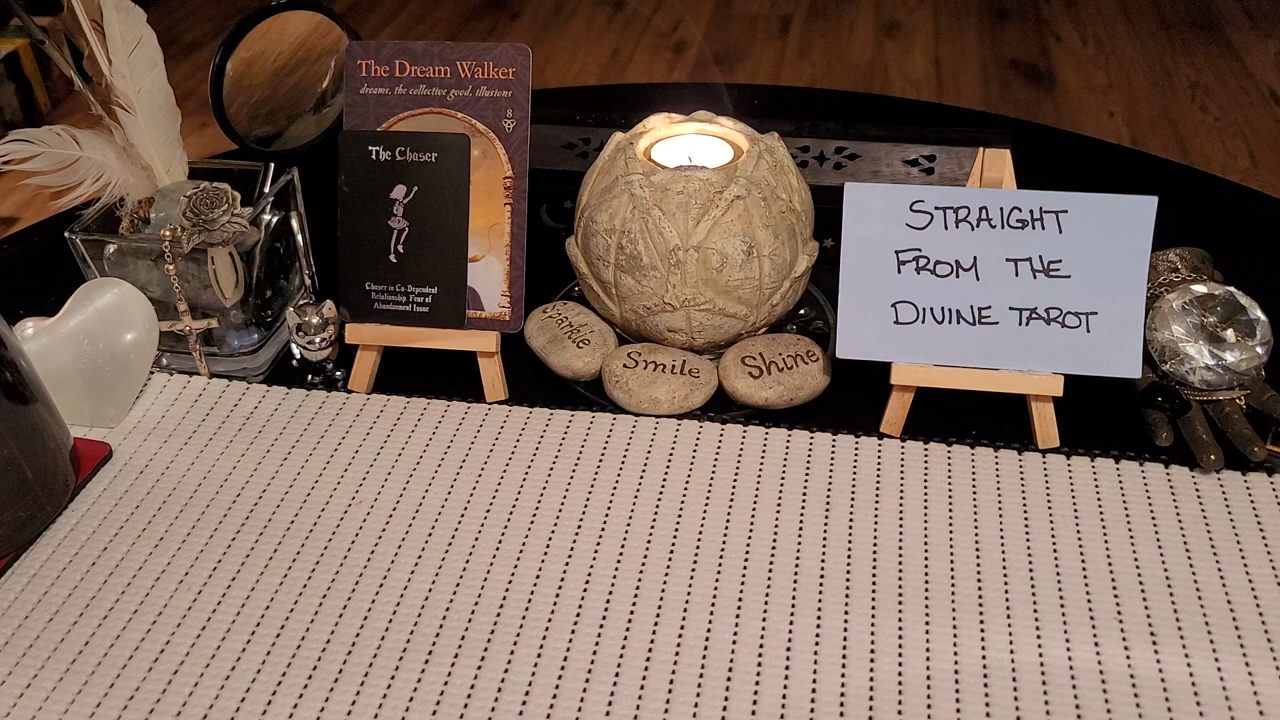 The Dream Walker
dreams, the collective good, illusions
8
The Chaser
Chaser in Co-Dependent
Relationship. Fear of
Abandonment Issue
Sparkle
Smile
Shine
STRAIGHT
FROM THE
DIVINE TAROT